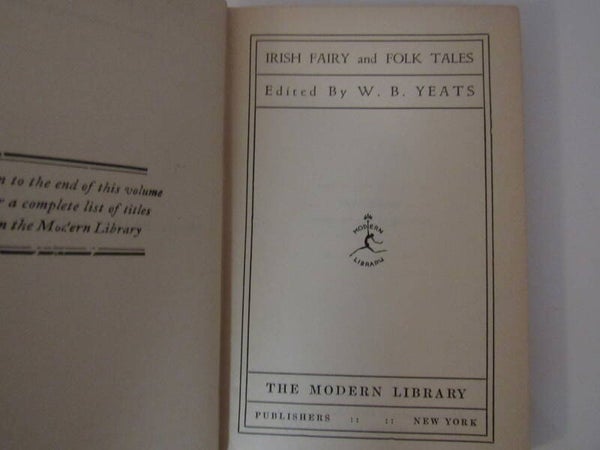 to the end of this volume
a complete list of titles
the Modern Library
IRISH FAIRY and FOLK TALES
Edited By W. B. YEATS
MODERN
LIBRARY
THE MODERN LIBRARY
PUBLISHERS :: :: NEW YORK